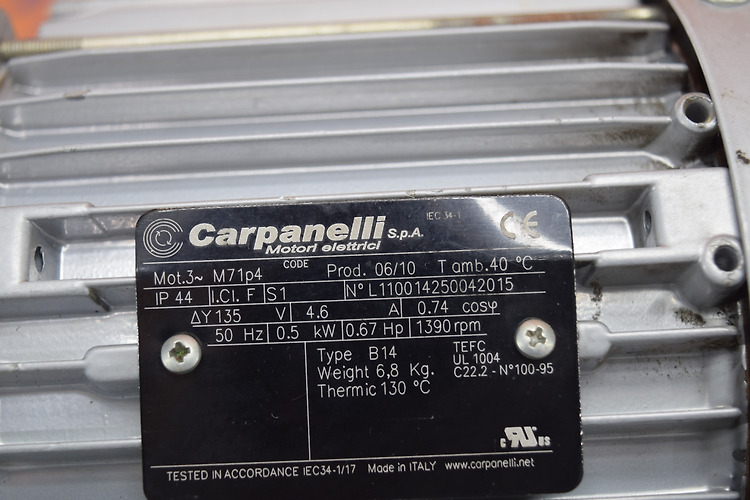 Carpanelli S.p.A. IEC 34-1 CE
Motori elettrici
Mot.3~ M71p4 CODE Prod. 06/10 T amb.40 °C
IP 44 I.Cl. F S1 N° L110014250042015
ΔY 135 V 4.6 A 0.74 cosφ
50 Hz 0.5 kW 0.67 Hp 1390 rpm
Type B14 TEFC
Weight 6,8 Kg. UL 1004
Thermic 130 °C C22.2 - N°100-95
c RU US
TESTED IN ACCORDANCE IEC34-1/17 Made in ITALY www.carpanelli.net